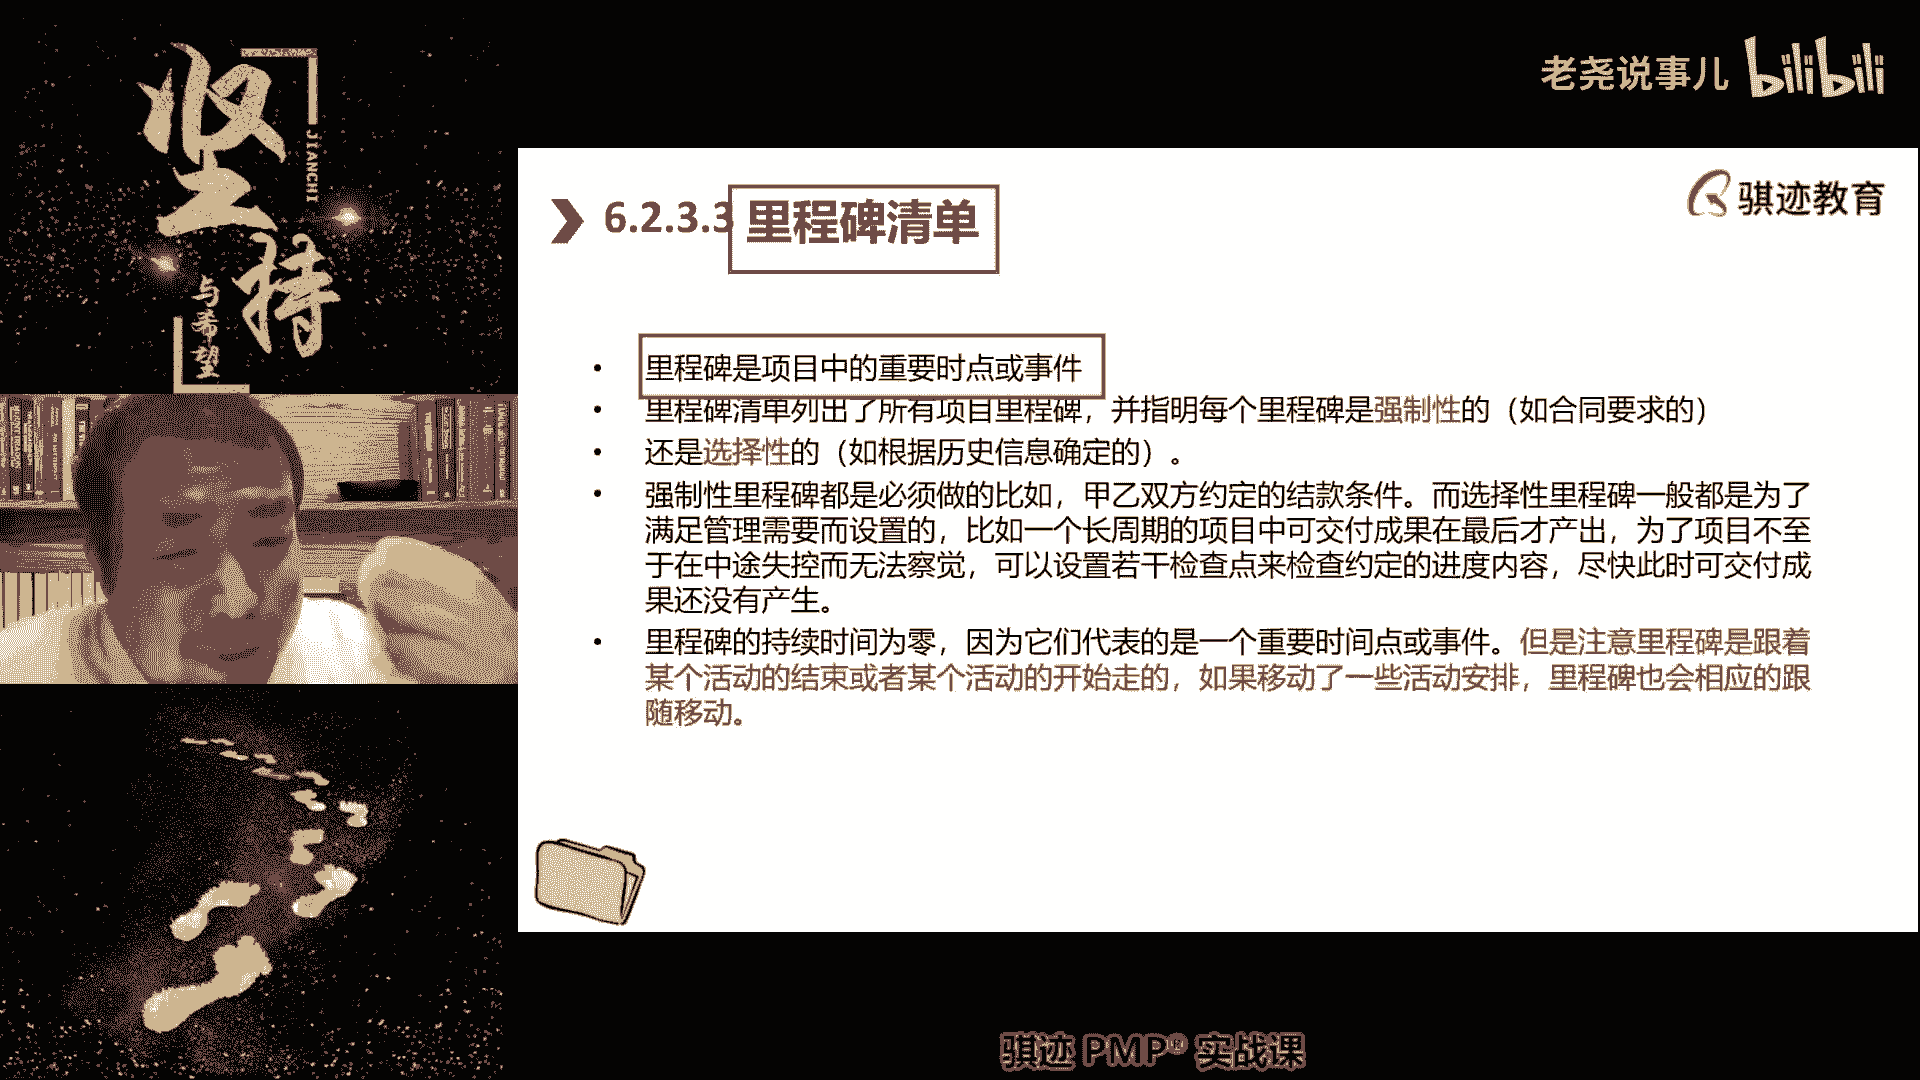 坚持
JIANCHI
与希望
老尧说事儿 bilibili
骐迹教育
6.2.3.3 里程碑清单
• 里程碑是项目中的重要时点或事件
• 里程碑清单列出了所有项目里程碑，并指明每个里程碑是强制性的（如合同要求的）
• 还是选择性的（如根据历史信息确定的）。
• 强制性里程碑都是必须做的比如，甲乙双方约定的结款条件。而选择性里程碑一般都是为了
满足管理需要而设置的，比如一个长周期的项目中可交付成果在最后才产出，为了项目不至
于在中途失控而无法察觉，可以设置若干检查点来检查约定的进度内容，尽快此时可交付成
果还没有产生。
• 里程碑的持续时间为零，因为它们代表的是一个重要时间点或事件。但是注意里程碑是跟着
某个活动的结束或者某个活动的开始走的，如果移动了一些活动安排，里程碑也会相应的跟
随移动。
骐迹 PMP® 实战课